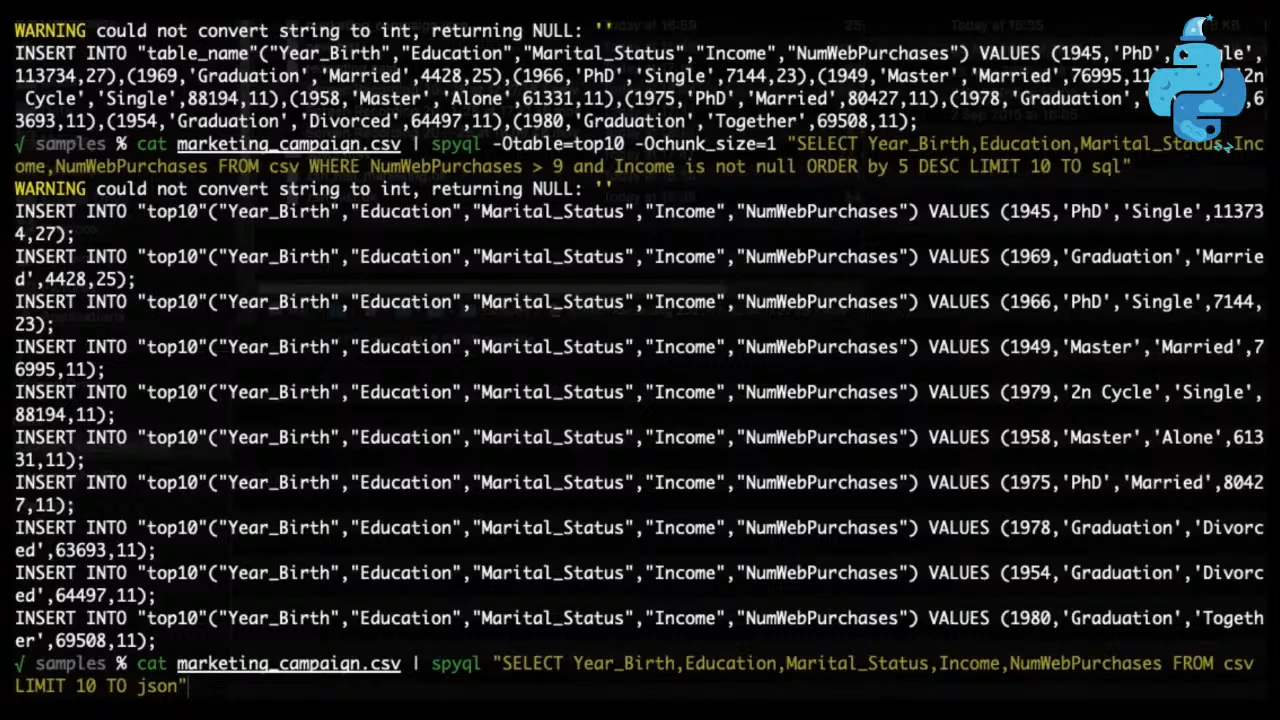 WARNING could not convert string to int, returning NULL: ''
INSERT INTO "table_name"("Year_Birth","Education","Marital_Status","Income","NumWebPurchases") VALUES (1945,'PhD',
113734,27),(1969,'Graduation','Married',4428,25),(1966,'PhD','Single',7144,23),(1949,'Master','Married',76995,11
Cycle','Single',88194,11),(1958,'Master','Alone',61331,11),(1975,'PhD','Married',80427,11),(1978,'Graduation',
3693,11),(1954,'Graduation','Divorced',64497,11),(1980,'Graduation','Together',69508,11);
√ samples % cat marketing_campaign.csv | spyql -Otable=top10 -Ochunk_size=1 "SELECT Year_Birth,Education,Marital_Status,Inc
ome,NumWebPurchases FROM csv WHERE NumWebPurchases > 9 and Income is not null ORDER by 5 DESC LIMIT 10 TO sql"
WARNING could not convert string to int, returning NULL: ''
INSERT INTO "top10"("Year_Birth","Education","Marital_Status","Income","NumWebPurchases") VALUES (1945,'PhD','Single',11373
4,27);
INSERT INTO "top10"("Year_Birth","Education","Marital_Status","Income","NumWebPurchases") VALUES (1969,'Graduation','Marrie
d',4428,25);
INSERT INTO "top10"("Year_Birth","Education","Marital_Status","Income","NumWebPurchases") VALUES (1966,'PhD','Single',7144,
23);
INSERT INTO "top10"("Year_Birth","Education","Marital_Status","Income","NumWebPurchases") VALUES (1949,'Master','Married',7
6995,11);
INSERT INTO "top10"("Year_Birth","Education","Marital_Status","Income","NumWebPurchases") VALUES (1979,'2n Cycle','Single',
88194,11);
INSERT INTO "top10"("Year_Birth","Education","Marital_Status","Income","NumWebPurchases") VALUES (1958,'Master','Alone',613
31,11);
INSERT INTO "top10"("Year_Birth","Education","Marital_Status","Income","NumWebPurchases") VALUES (1975,'PhD','Married',8042
7,11);
INSERT INTO "top10"("Year_Birth","Education","Marital_Status","Income","NumWebPurchases") VALUES (1978,'Graduation','Divorc
ed',63693,11);
INSERT INTO "top10"("Year_Birth","Education","Marital_Status","Income","NumWebPurchases") VALUES (1954,'Graduation','Divorc
ed',64497,11);
INSERT INTO "top10"("Year_Birth","Education","Marital_Status","Income","NumWebPurchases") VALUES (1980,'Graduation','Togeth
er',69508,11);
√ samples % cat marketing_campaign.csv | spyql "SELECT Year_Birth,Education,Marital_Status,Income,NumWebPurchases FROM csv
LIMIT 10 TO json"